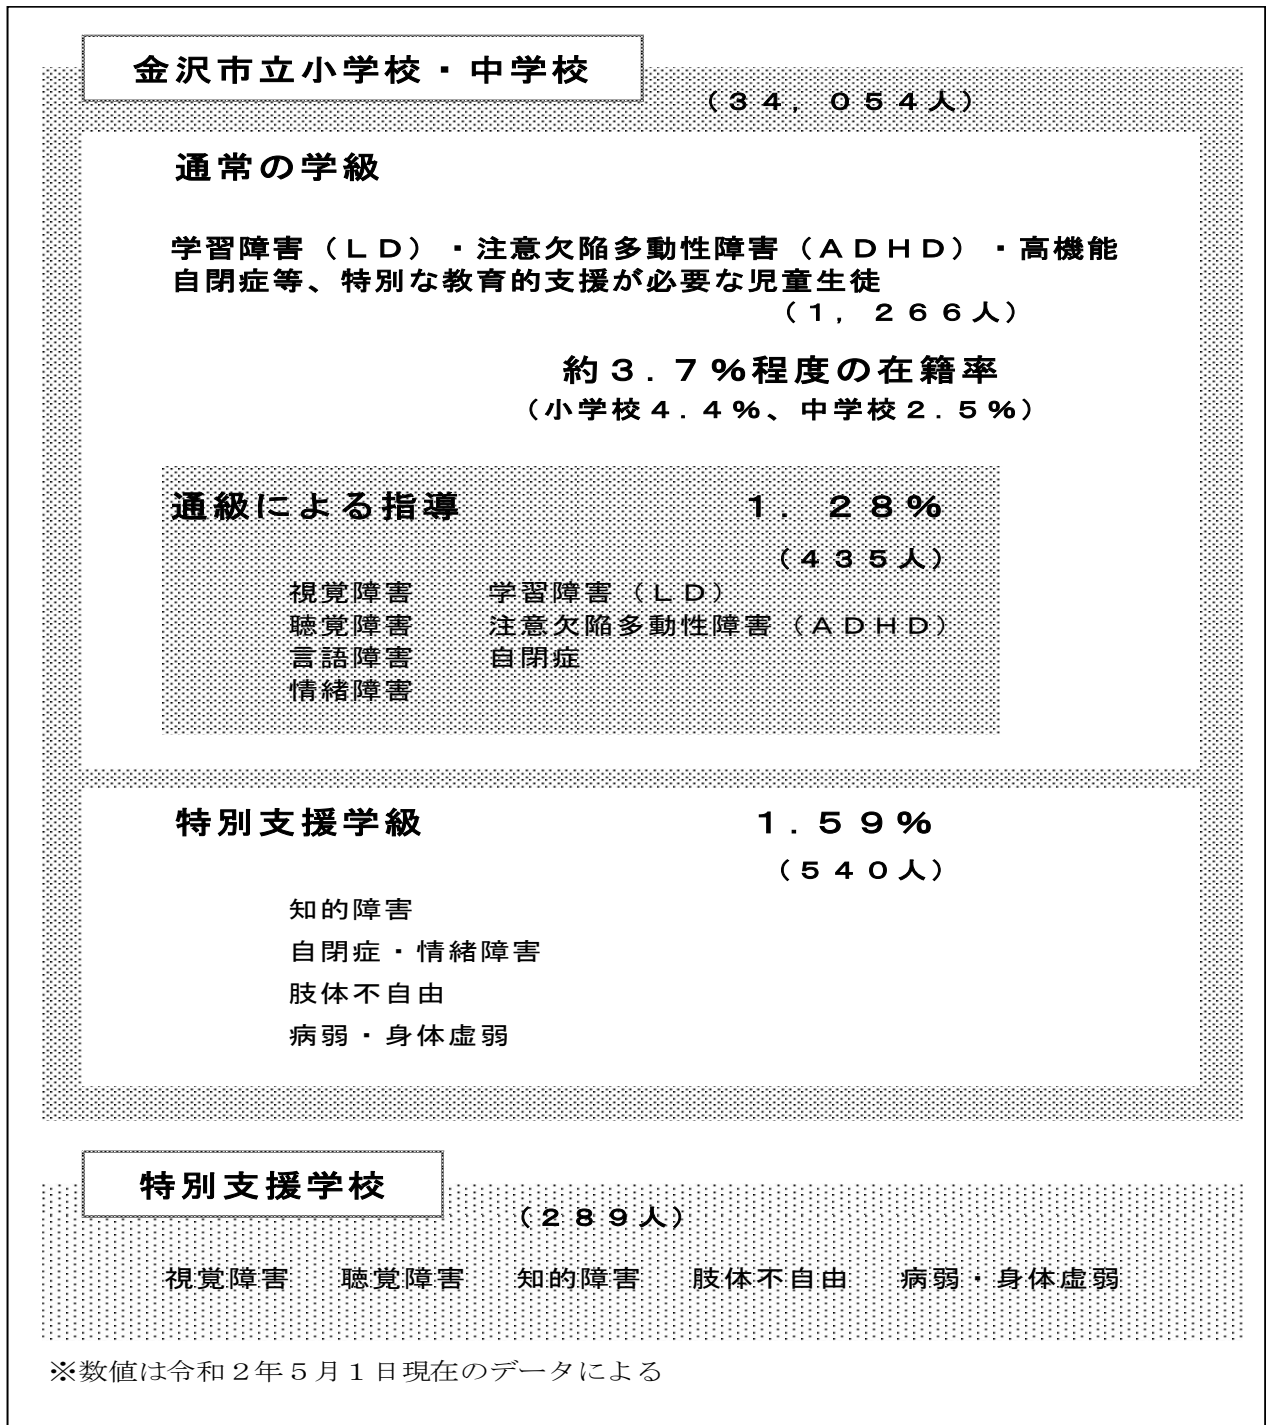 金沢市立小学校・中学校
（３４，０５４人）
通常の学級
学習障害（ＬＤ）・注意欠陥多動性障害（ＡＤＨＤ）・高機能
自閉症等、特別な教育的支援が必要な児童生徒
（１，２６６人）
約３．７％程度の在籍率
（小学校４．４％、中学校２．５％）
通級による指導　１．２８％
（４３５人）
視覚障害　学習障害（ＬＤ）
聴覚障害　注意欠陥多動性障害（ＡＤＨＤ）
言語障害　自閉症
情緒障害
特別支援学級　１．５９％
（５４０人）
知的障害
自閉症・情緒障害
肢体不自由
病弱・身体虚弱
特別支援学校
（２８９人）
視覚障害　聴覚障害　知的障害　肢体不自由　病弱・身体虚弱
※数値は令和２年５月１日現在のデータによる